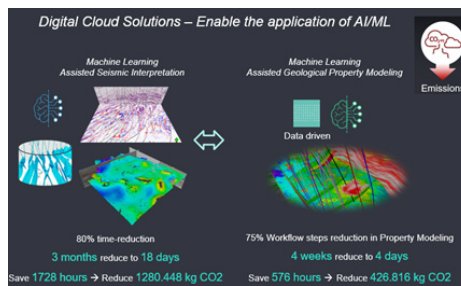 Digital Cloud Solutions – Enable the application of AI/ML
Machine Learning
Assisted Seismic Interpretation
Machine Learning
Assisted Geological Property Modeling
CO2
Emissions
Data driven
80% time-reduction
3 months reduce to 18 days
Save 1728 hours → Reduce 1280.448 kg CO2
75% Workflow steps reduction in Property Modeling
4 weeks reduce to 4 days
Save 576 hours → Reduce 426.816 kg CO2